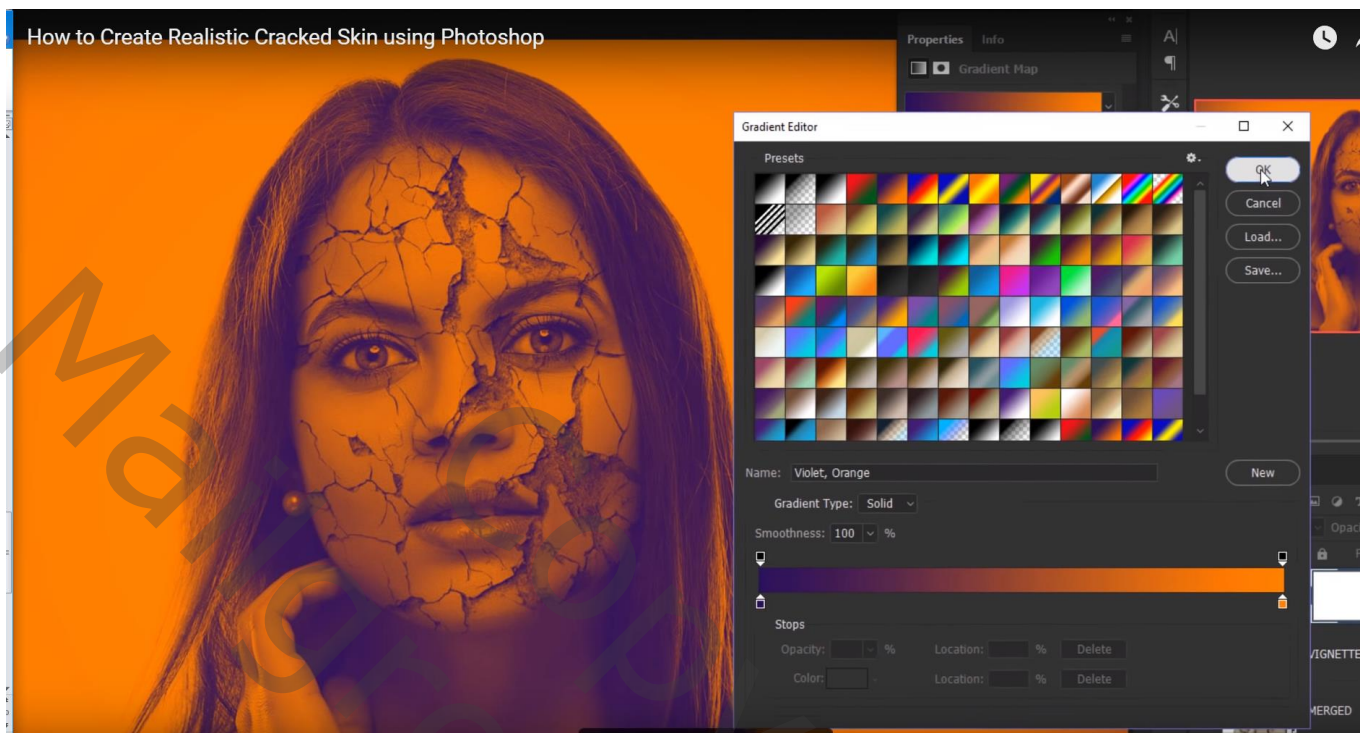 How to Create Realistic Cracked Skin using Photoshop
Properties Info
Gradient Map
Gradient Editor
Presets
OK
Cancel
Load...
Save...
Name: Violet, Orange
New
Gradient Type: Solid
Smoothness: 100 %
Stops
Opacity: % Location: % Delete
Color: Location: % Delete
Opac
VIGNETTE
MERGED